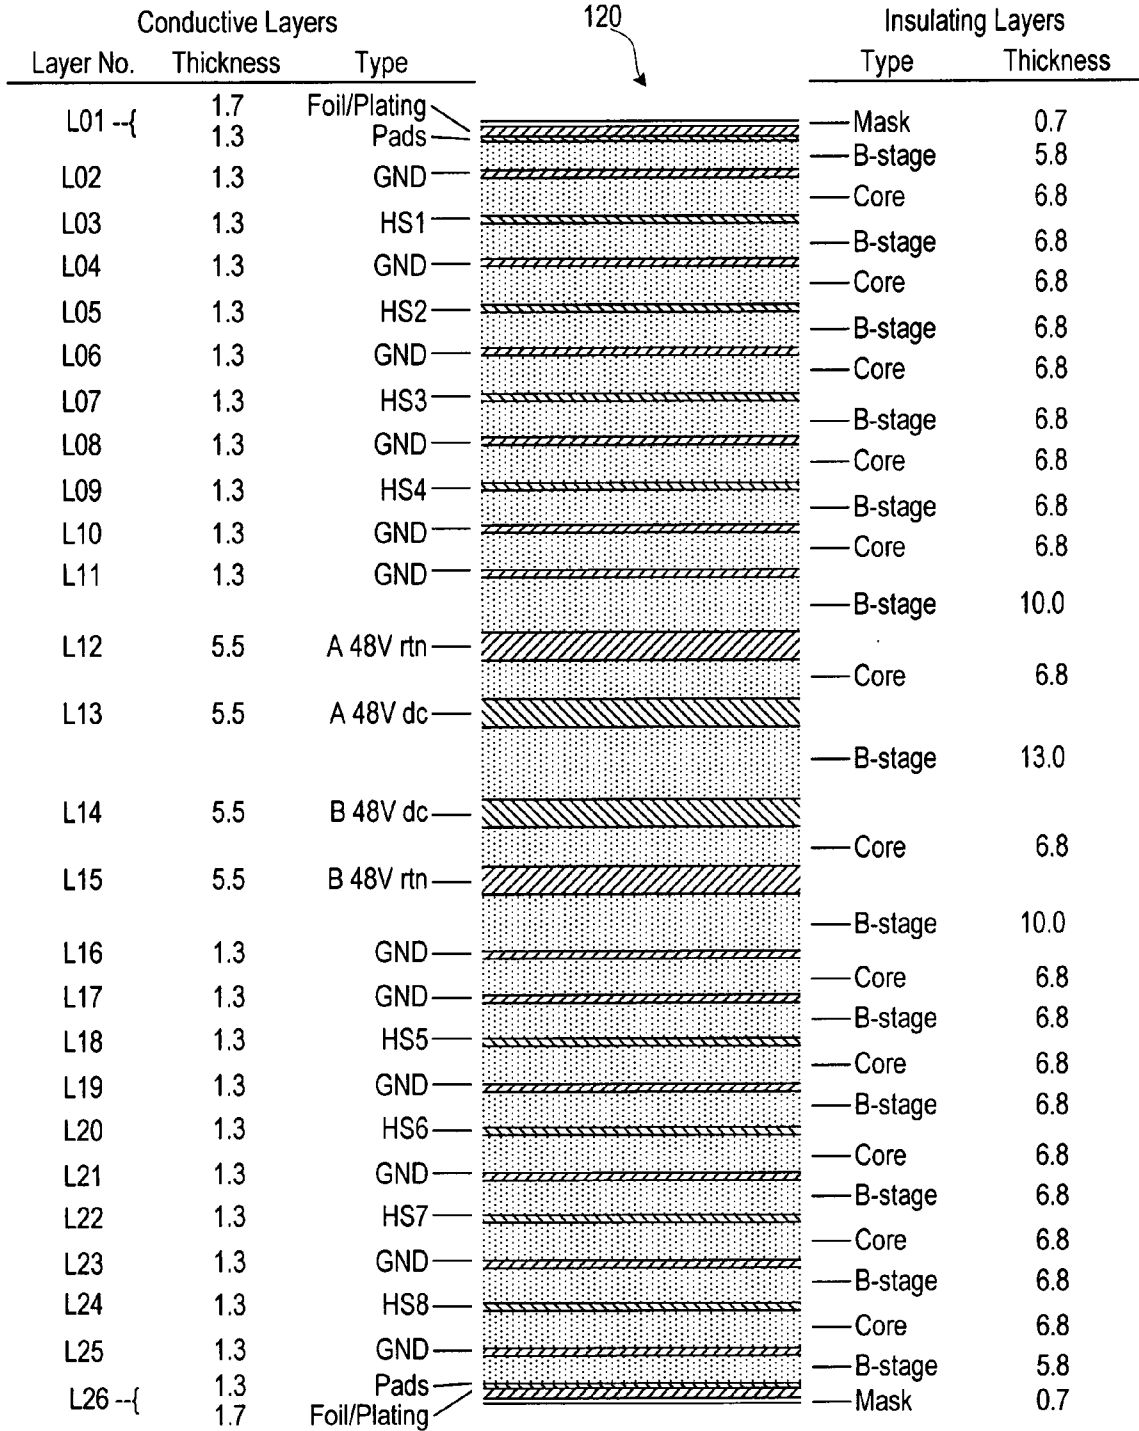 Conductive Layers 120 Insulating Layers
Layer No. Thickness Type Type Thickness
1.7 Foil/Plating
L01 --{ Mask 0.7
1.3 Pads
B-stage 5.8
L02 1.3 GND
Core 6.8
L03 1.3 HS1
B-stage 6.8
L04 1.3 GND
Core 6.8
L05 1.3 HS2
B-stage 6.8
L06 1.3 GND
Core 6.8
L07 1.3 HS3
B-stage 6.8
L08 1.3 GND
Core 6.8
L09 1.3 HS4
B-stage 6.8
L10 1.3 GND
Core 6.8
L11 1.3 GND
B-stage 10.0
L12 5.5 A 48V rtn
Core 6.8
L13 5.5 A 48V dc
B-stage 13.0
L14 5.5 B 48V dc
Core 6.8
L15 5.5 B 48V rtn
B-stage 10.0
L16 1.3 GND
Core 6.8
L17 1.3 GND
B-stage 6.8
L18 1.3 HS5
Core 6.8
L19 1.3 GND
B-stage 6.8
L20 1.3 HS6
Core 6.8
L21 1.3 GND
B-stage 6.8
L22 1.3 HS7
Core 6.8
L23 1.3 GND
B-stage 6.8
L24 1.3 HS8
Core 6.8
L25 1.3 GND
B-stage 5.8
1.3 Pads
L26 --{ Mask 0.7
1.7 Foil/Plating